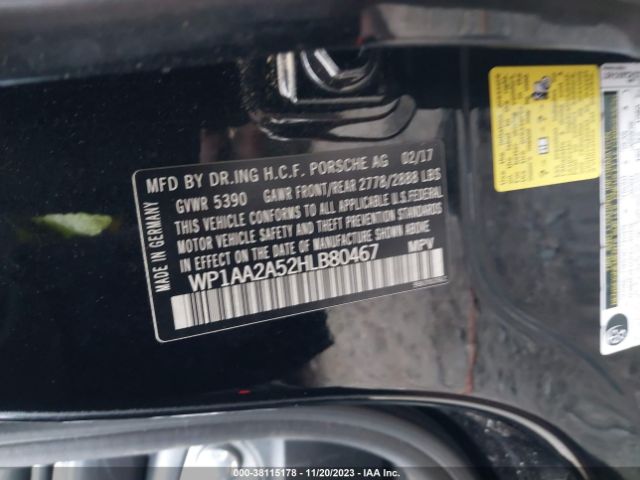 MFD BY DR.ING H.C.F. PORSCHE AG 02/17
GVWR 5390 GAWR FRONT/REAR 2778/2888 LBS
THIS VEHICLE CONFORMS TO ALL APPLICABLE U.S.FEDERAL
MOTOR VEHICLE SAFETY AND THEFT PREVENTION STANDARDS
IN EFFECT ON THE DATE OF MANUFACTURE SHOWN ABOVE.
WP1AA2A52HLB80467 MPV
MADE IN GERMANY
000-38115178 - 11/20/2023 - IAA Inc.